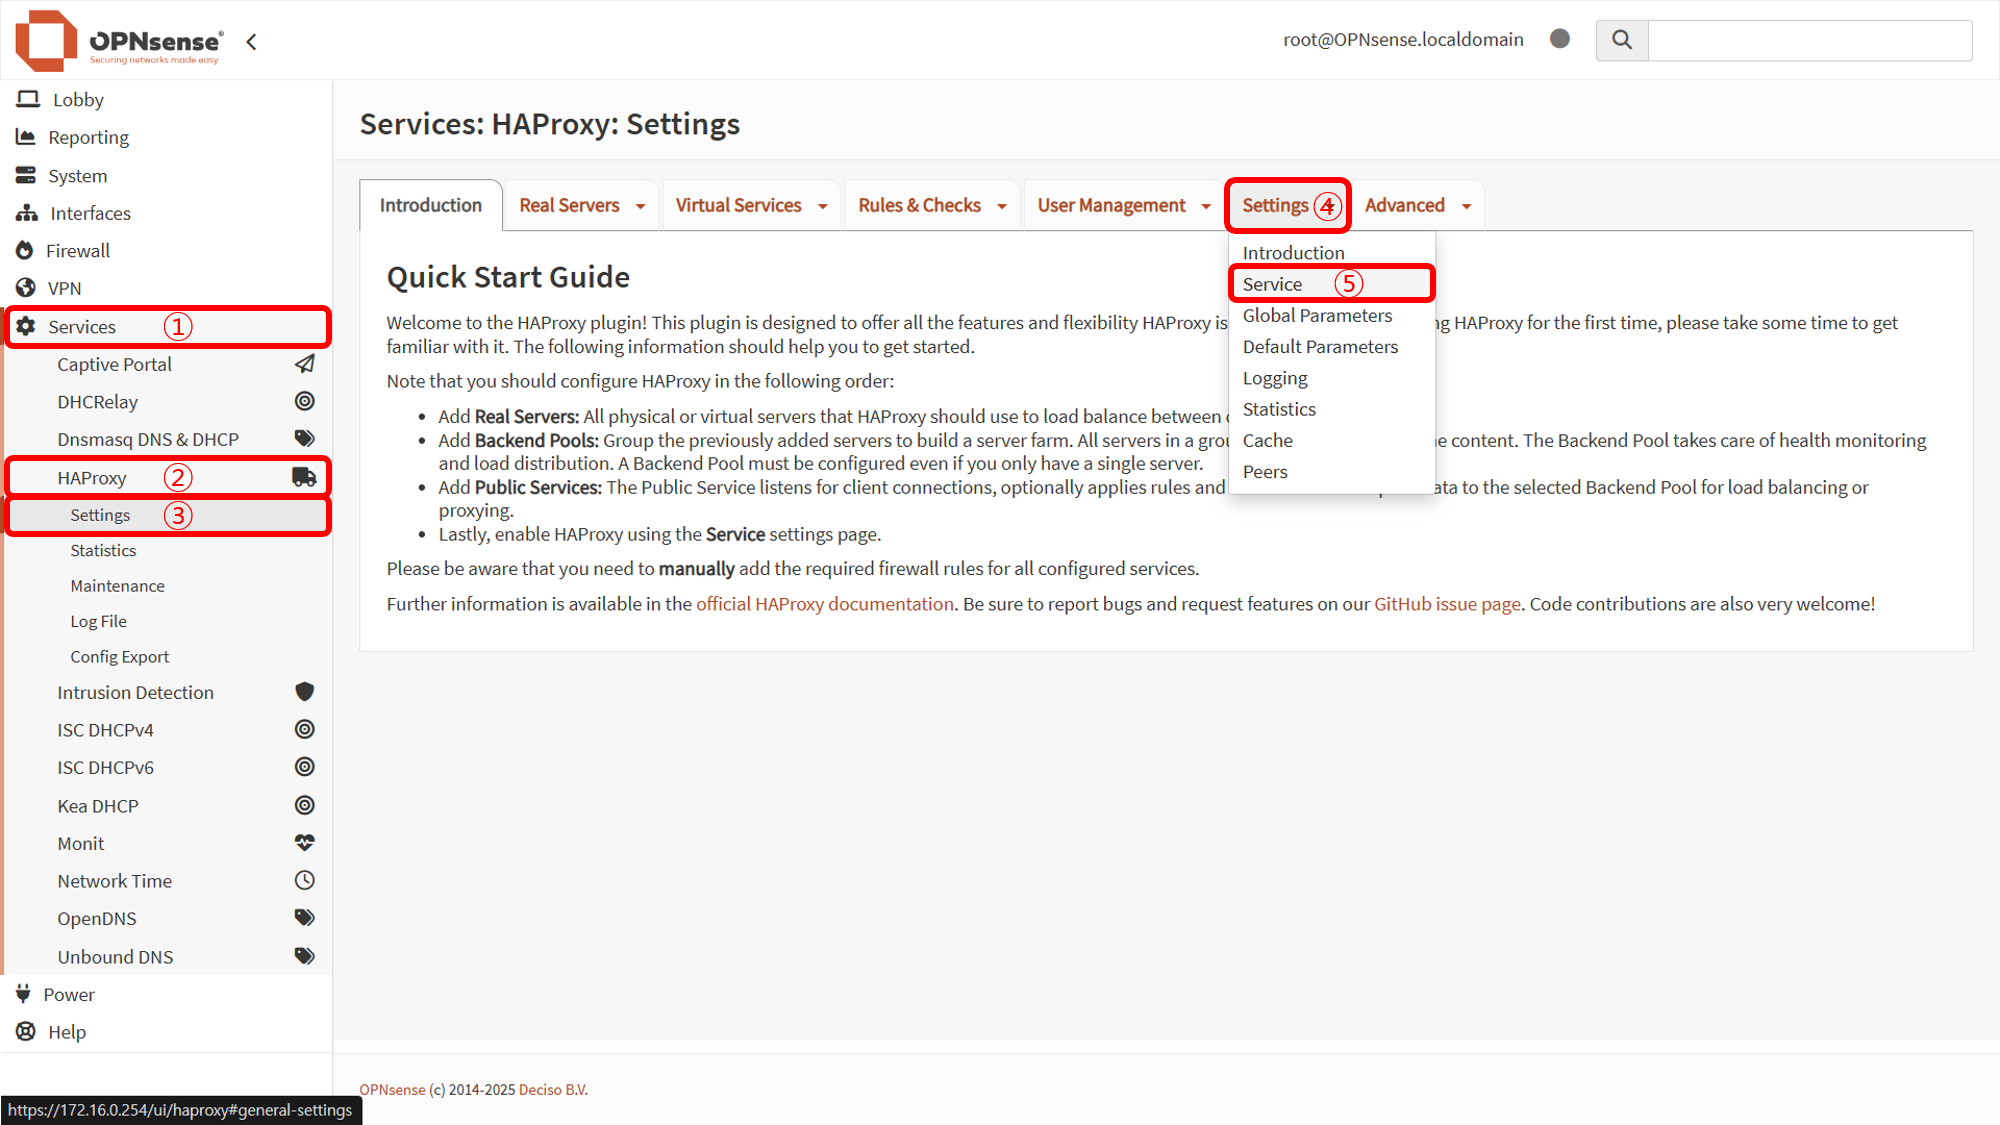 OPNsense®
Securing networks made easy
root@OPNsense.localdomain
Lobby
Reporting
System
Interfaces
Firewall
VPN
Services ①
Captive Portal
DHCRelay
Dnsmasq DNS & DHCP
HAProxy ②
Settings ③
Statistics
Maintenance
Log File
Config Export
Intrusion Detection
ISC DHCPv4
ISC DHCPv6
Kea DHCP
Monit
Network Time
OpenDNS
Unbound DNS
Power
Help
Services: HAProxy: Settings
Introduction Real Servers Virtual Services Rules & Checks User Management Settings ④ Advanced
Introduction
Service ⑤
Global Parameters
Default Parameters
Logging
Statistics
Cache
Peers
Quick Start Guide
Welcome to the HAProxy plugin! This plugin is designed to offer all the features and flexibility HAProxy is HAProxy for the first time, please take some time to get
familiar with it. The following information should help you to get started.
Note that you should configure HAProxy in the following order:
• Add Real Servers: All physical or virtual servers that HAProxy should use to load balance between
• Add Backend Pools: Group the previously added servers to build a server farm. All servers in a content. The Backend Pool takes care of health monitoring
and load distribution. A Backend Pool must be configured even if you only have a single server.
• Add Public Services: The Public Service listens for client connections, optionally applies rules and to the selected Backend Pool for load balancing or
proxying.
• Lastly, enable HAProxy using the Service settings page.
Please be aware that you need to manually add the required firewall rules for all configured services.
Further information is available in the official HAProxy documentation. Be sure to report bugs and request features on our GitHub issue page. Code contributions are also very welcome!
OPNsense (c) 2014-2025 Deciso B.V.
https://172.16.0.254/ui/haproxy#general-settings